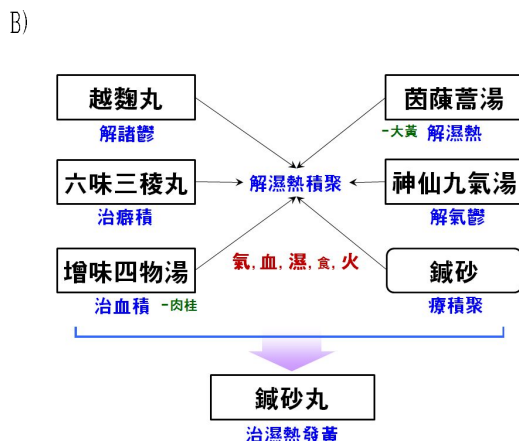 B)
越麴丸
解諸鬱
茵蔯蒿湯
-大黃 解濕熱
六味三稜丸
治癖積
解濕熱積聚
神仙九氣湯
解氣鬱
增味四物湯
治血積 -肉桂
氣, 血, 濕, 食, 火
鍼砂
療積聚
鍼砂丸
治濕熱發黃